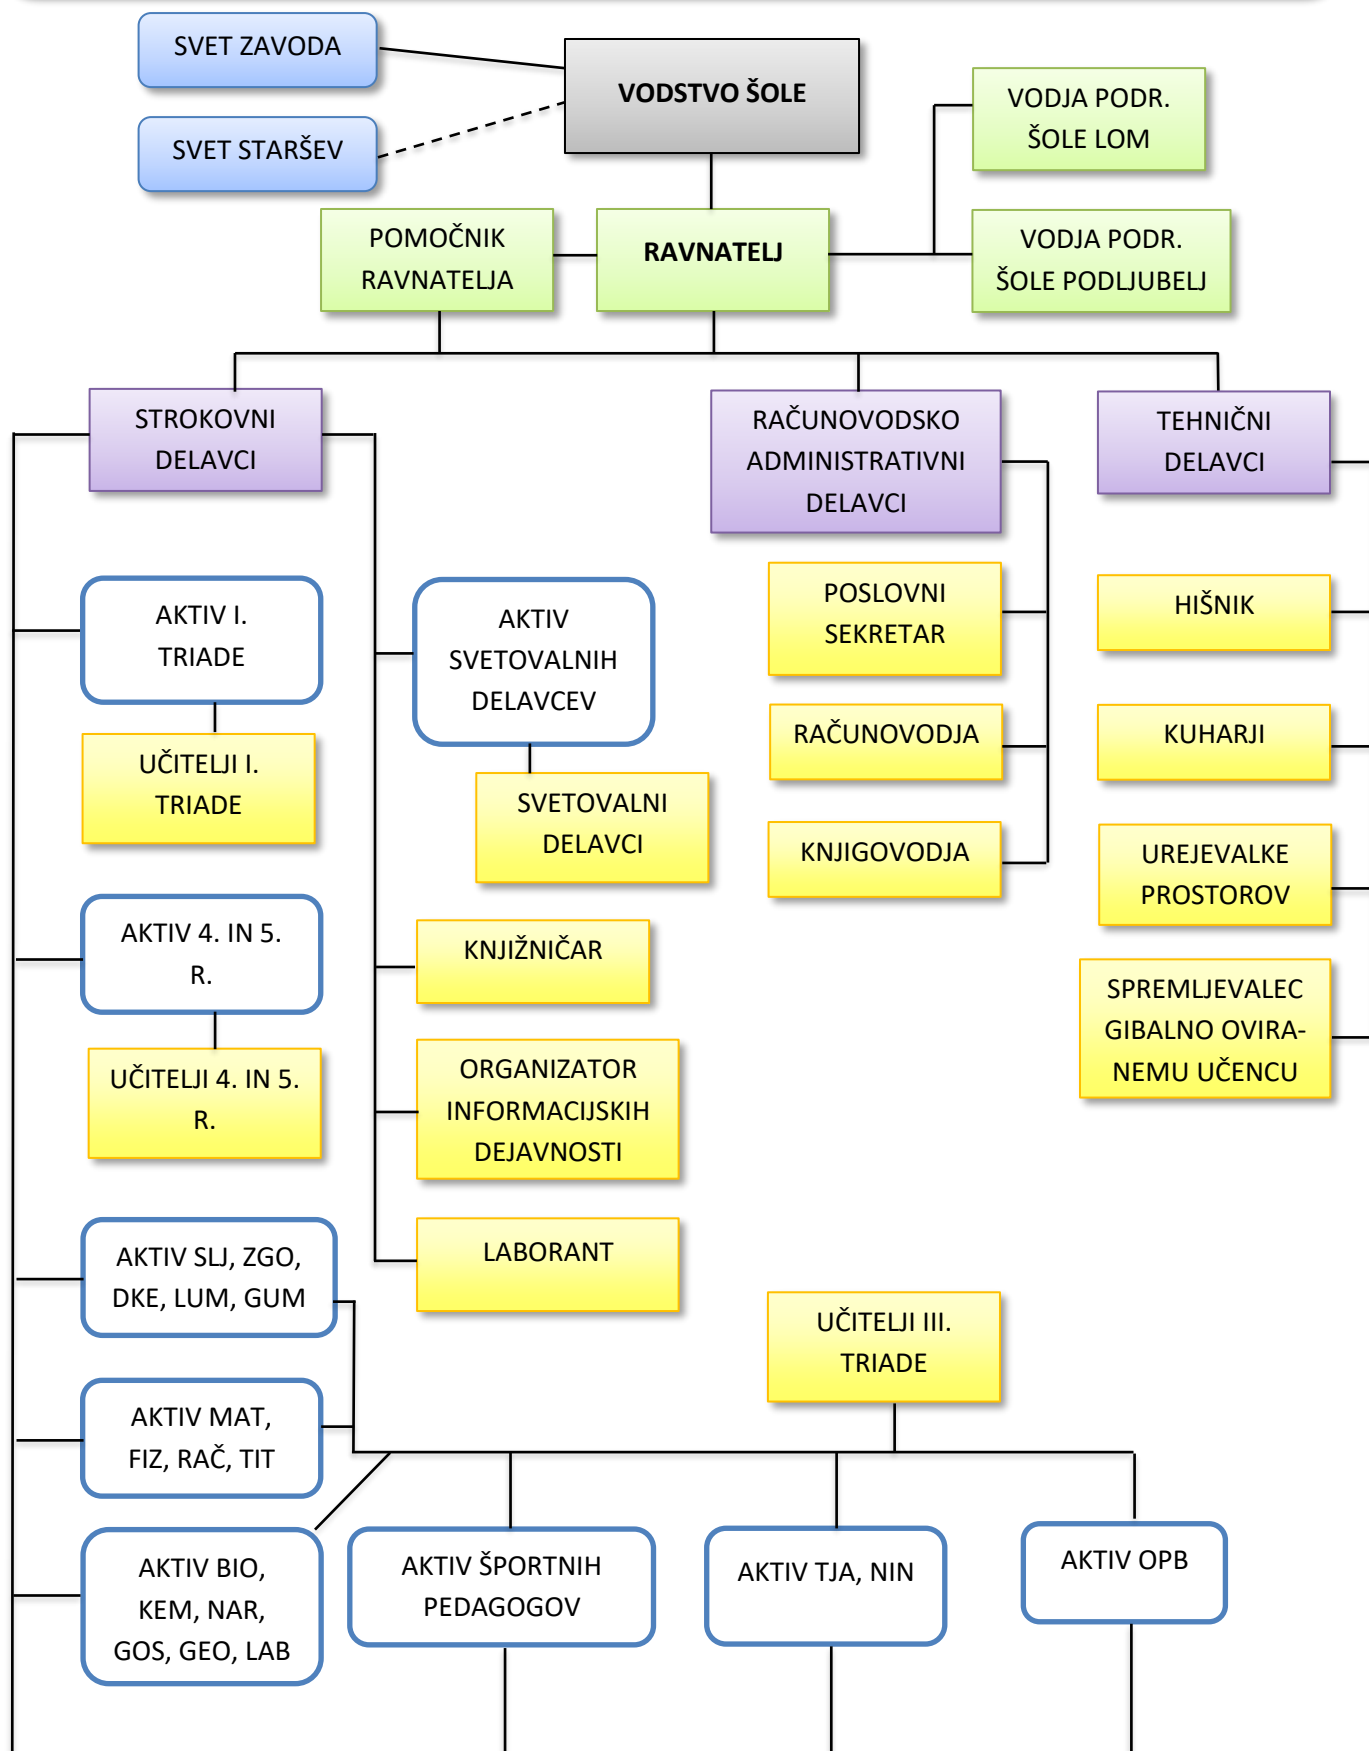 SVET ZAVODA
VODSTVO ŠOLE
VODJA PODR.
ŠOLE LOM
SVET STARŠEV
POMOČNIK
RAVNATELJA
RAVNATELJ
VODJA PODR.
ŠOLE PODLJUBELJ
STROKOVNI
DELAVCI
RAČUNOVODSKO
ADMINISTRATIVNI
DELAVCI
TEHNIČNI
DELAVCI
AKTIV I.
TRIADE
AKTIV
SVETOVALNIH
DELAVCEV
POSLOVNI
SEKRETAR
HIŠNIK
UČITELJI I.
TRIADE
SVETOVALNI
DELAVCI
RAČUNOVODJA
KUHARJI
KNJIGOVODJA
UREJEVALKE
PROSTOROV
AKTIV 4. IN 5.
R.
KNJIŽNIČAR
SPREMLJEVALEC
GIBALNO OVIRA-
NEMU UČENCU
UČITELJI 4. IN 5.
R.
ORGANIZATOR
INFORMACIJSKIH
DEJAVNOSTI
AKTIV SLJ, ZGO,
DKE, LUM, GUM
LABORANT
UČITELJI III.
TRIADE
AKTIV MAT,
FIZ, RAČ, TIT
AKTIV BIO,
KEM, NAR,
GOS, GEO, LAB
AKTIV ŠPORTNIH
PEDAGOGOV
AKTIV TJA, NIN
AKTIV OPB